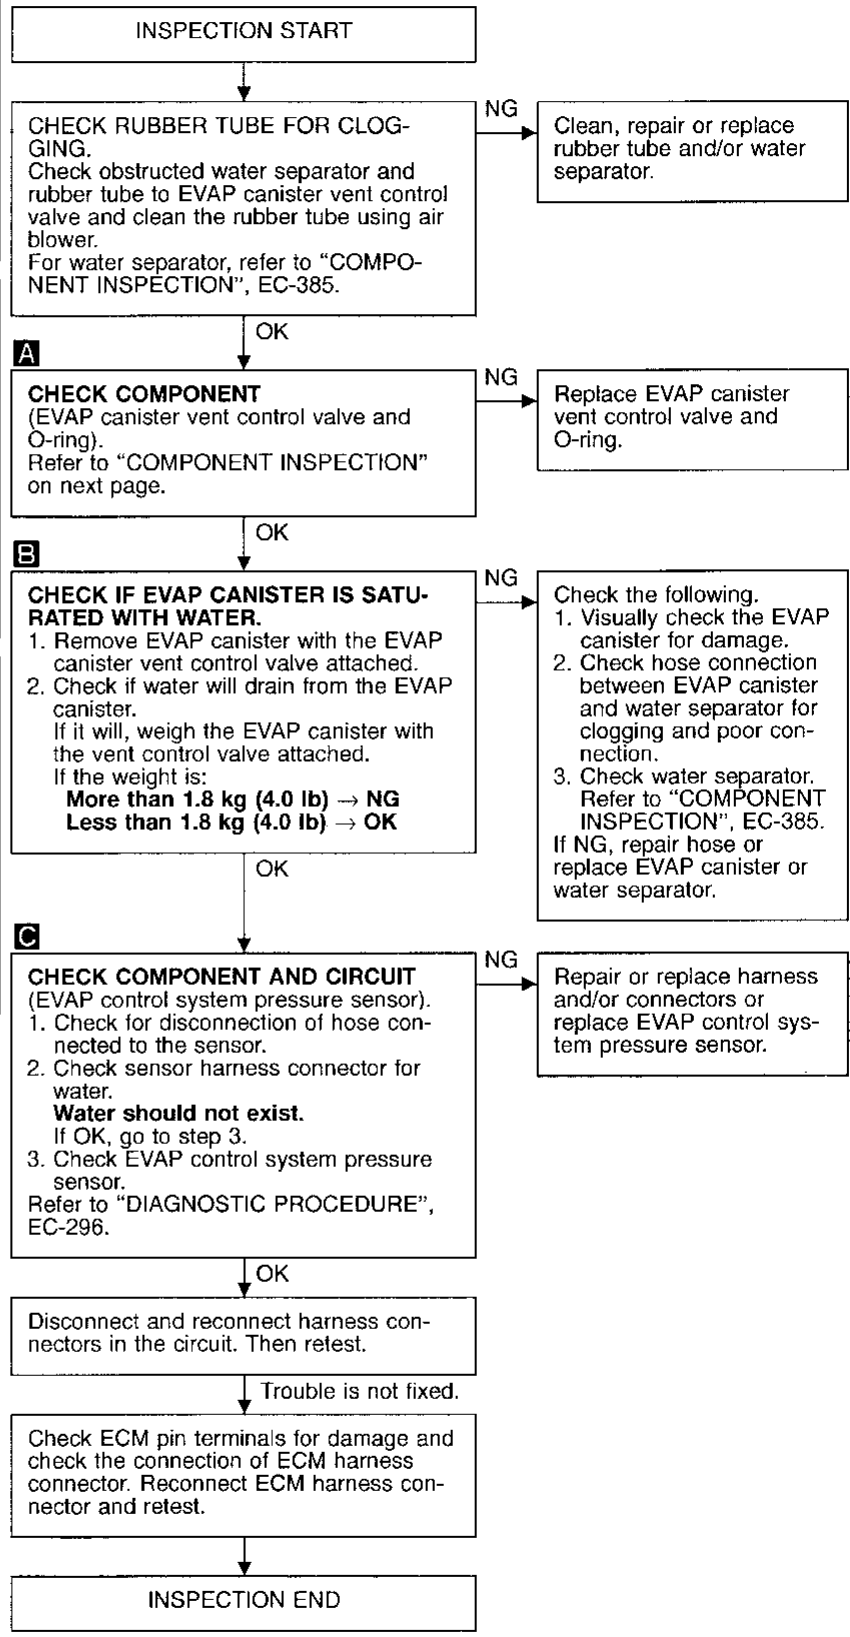 INSPECTION START
CHECK RUBBER TUBE FOR CLOG-
GING.
Check obstructed water separator and
rubber tube to EVAP canister vent control
valve and clean the rubber tube using air
blower.
For water separator, refer to “COMPO-
NENT INSPECTION”, EC-385.
NG
Clean, repair or replace
rubber tube and/or water
separator.
OK
A
CHECK COMPONENT
(EVAP canister vent control valve and
O-ring).
Refer to “COMPONENT INSPECTION”
on next page.
NG
Replace EVAP canister
vent control valve and
O-ring.
OK
B
CHECK IF EVAP CANISTER IS SATU-
RATED WITH WATER.
1. Remove EVAP canister with the EVAP
canister vent control valve attached.
2. Check if water will drain from the EVAP
canister.
If it will, weigh the EVAP canister with
the vent control valve attached.
If the weight is:
More than 1.8 kg (4.0 lb) → NG
Less than 1.8 kg (4.0 lb) → OK
NG
Check the following.
1. Visually check the EVAP
canister for damage.
2. Check hose connection
between EVAP canister
and water separator for
clogging and poor con-
nection.
3. Check water separator.
Refer to “COMPONENT
INSPECTION”, EC-385.
If NG, repair hose or
replace EVAP canister or
water separator.
OK
C
CHECK COMPONENT AND CIRCUIT
(EVAP control system pressure sensor).
1. Check for disconnection of hose con-
nected to the sensor.
2. Check sensor harness connector for
water.
Water should not exist.
If OK, go to step 3.
3. Check EVAP control system pressure
sensor.
Refer to “DIAGNOSTIC PROCEDURE”,
EC-296.
NG
Repair or replace harness
and/or connectors or
replace EVAP control sys-
tem pressure sensor.
OK
Disconnect and reconnect harness con-
nectors in the circuit. Then retest.
Trouble is not fixed.
Check ECM pin terminals for damage and
check the connection of ECM harness
connector. Reconnect ECM harness con-
nector and retest.
INSPECTION END